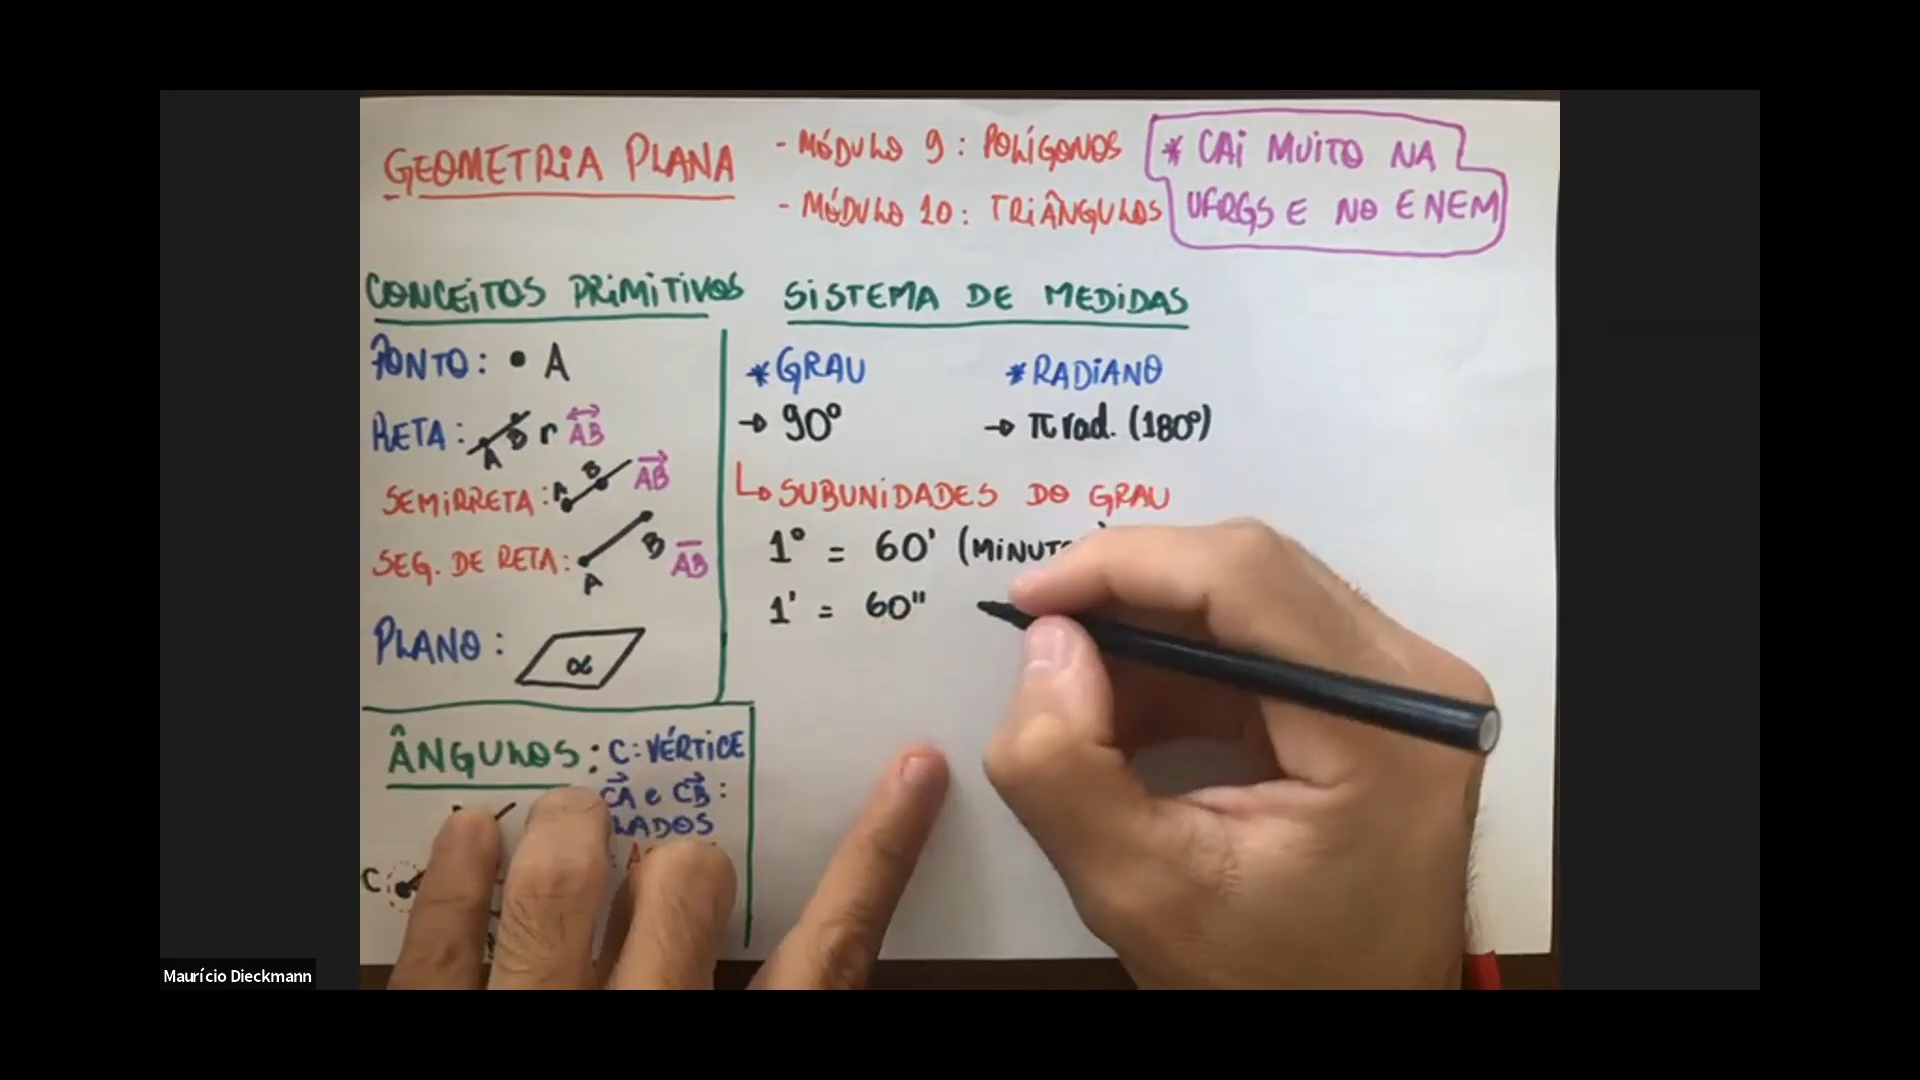 GEOMETRIA PLANA
- MÓDULO 9: POLÍGONOS
- MÓDULO 10: TRIÂNGULOS
* CAI MUITO NA
UFRGS E NO ENEM
CONCEITOS PRIMITIVOS
PONTO: • A
RETA: A B r AB
SEMIRRETA: A B AB
SEG. DE RETA: A B AB
PLANO: α
ÂNGULOS: C: VÉRTICE
CA e CB:
LADOS
C
SISTEMA DE MEDIDAS
* GRAU
→ 90°
* RADIANO
→ π rad. (180°)
SUBUNIDADES DO GRAU
1° = 60' (
1' = 60"
Maurício Dieckmann